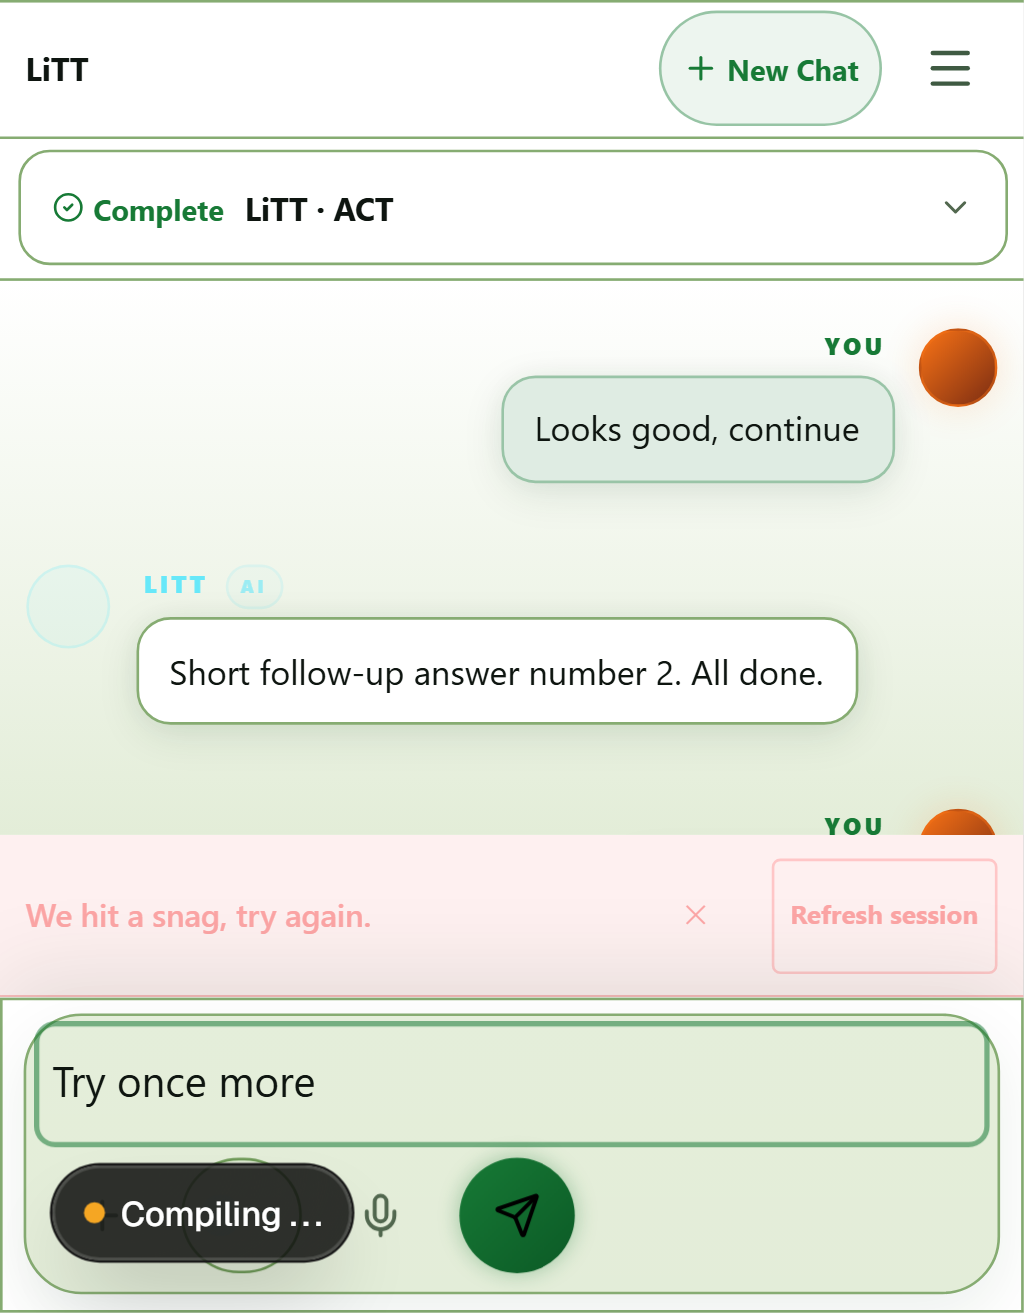 LiTT
New Chat
Complete LiTT · ACT
YOU
Looks good, continue
LITT AI
Short follow-up answer number 2. All done.
YOU
We hit a snag, try again.
Refresh session
Try once more
Compiling ...